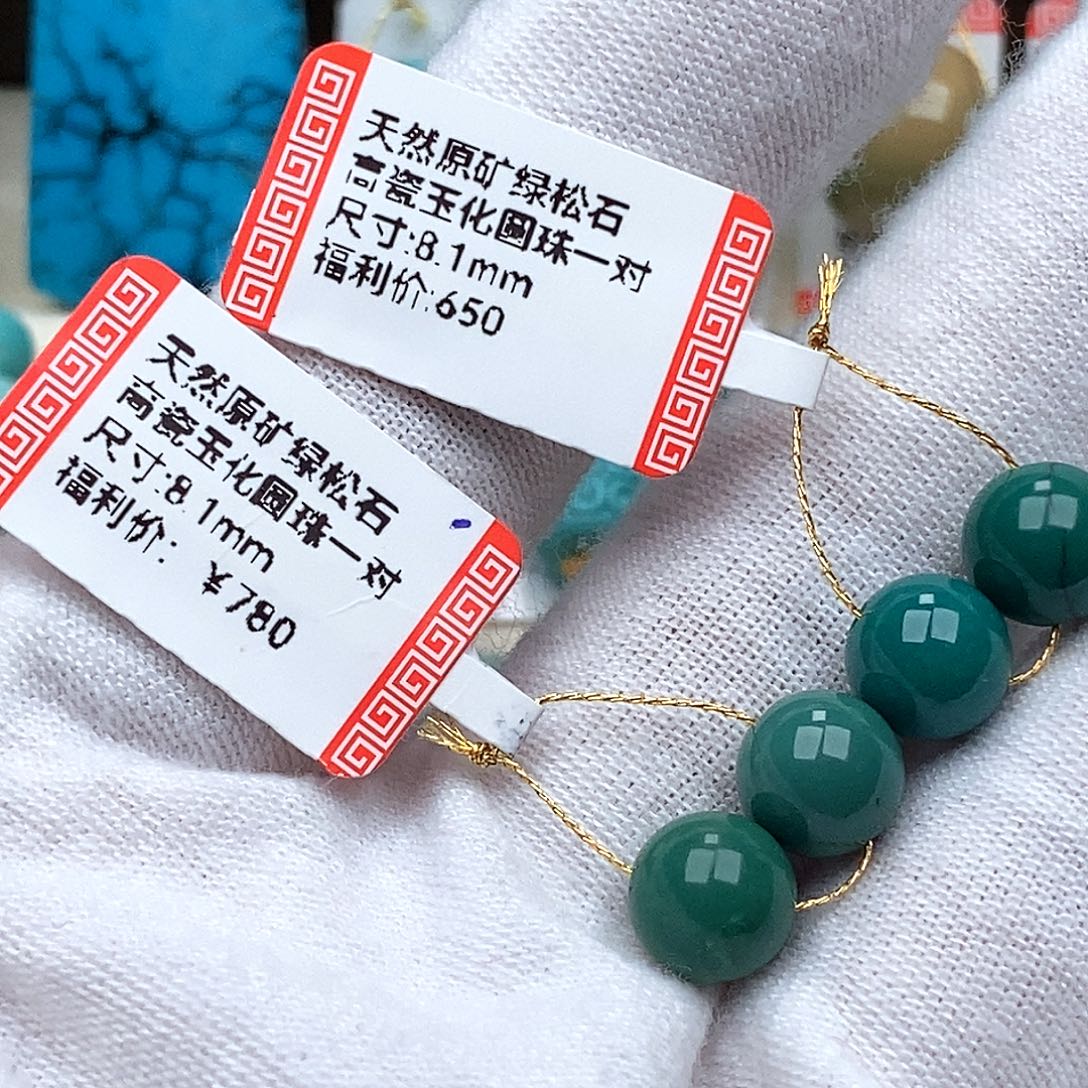 天然原矿绿松石
高瓷玉化圆珠一对
尺寸:8.1mm
福利价:650
天然原矿绿松石
高瓷玉化圆珠一对
尺寸:8.1mm
福利价: ¥780